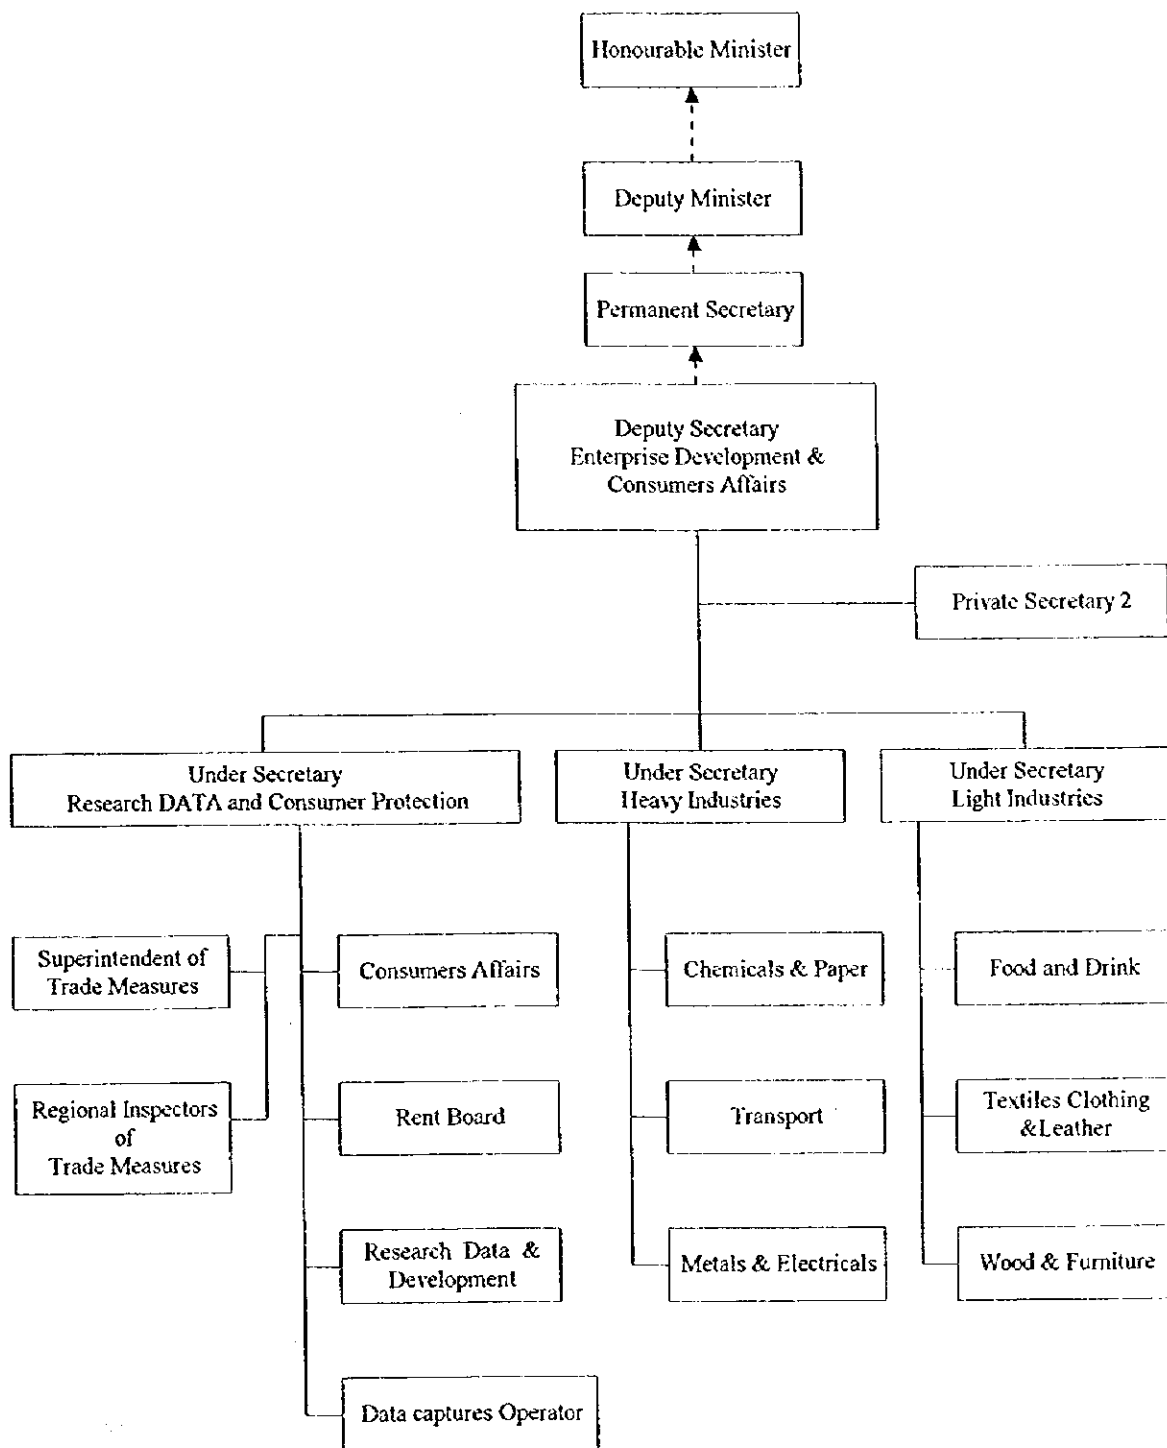 Honourable Minister
Deputy Minister
Permanent Secretary
Deputy Secretary
Enterprise Development &
Consumers Affairs
Private Secretary 2
Under Secretary
Research DATA and Consumer Protection
Under Secretary
Heavy Industries
Under Secretary
Light Industries
Superintendent of
Trade Measures
Consumers Affairs
Chemicals & Paper
Food and Drink
Regional Inspectors
of
Trade Measures
Rent Board
Transport
Textiles Clothing
&Leather
Research Data &
Development
Metals & Electricals
Wood & Furniture
Data captures Operator